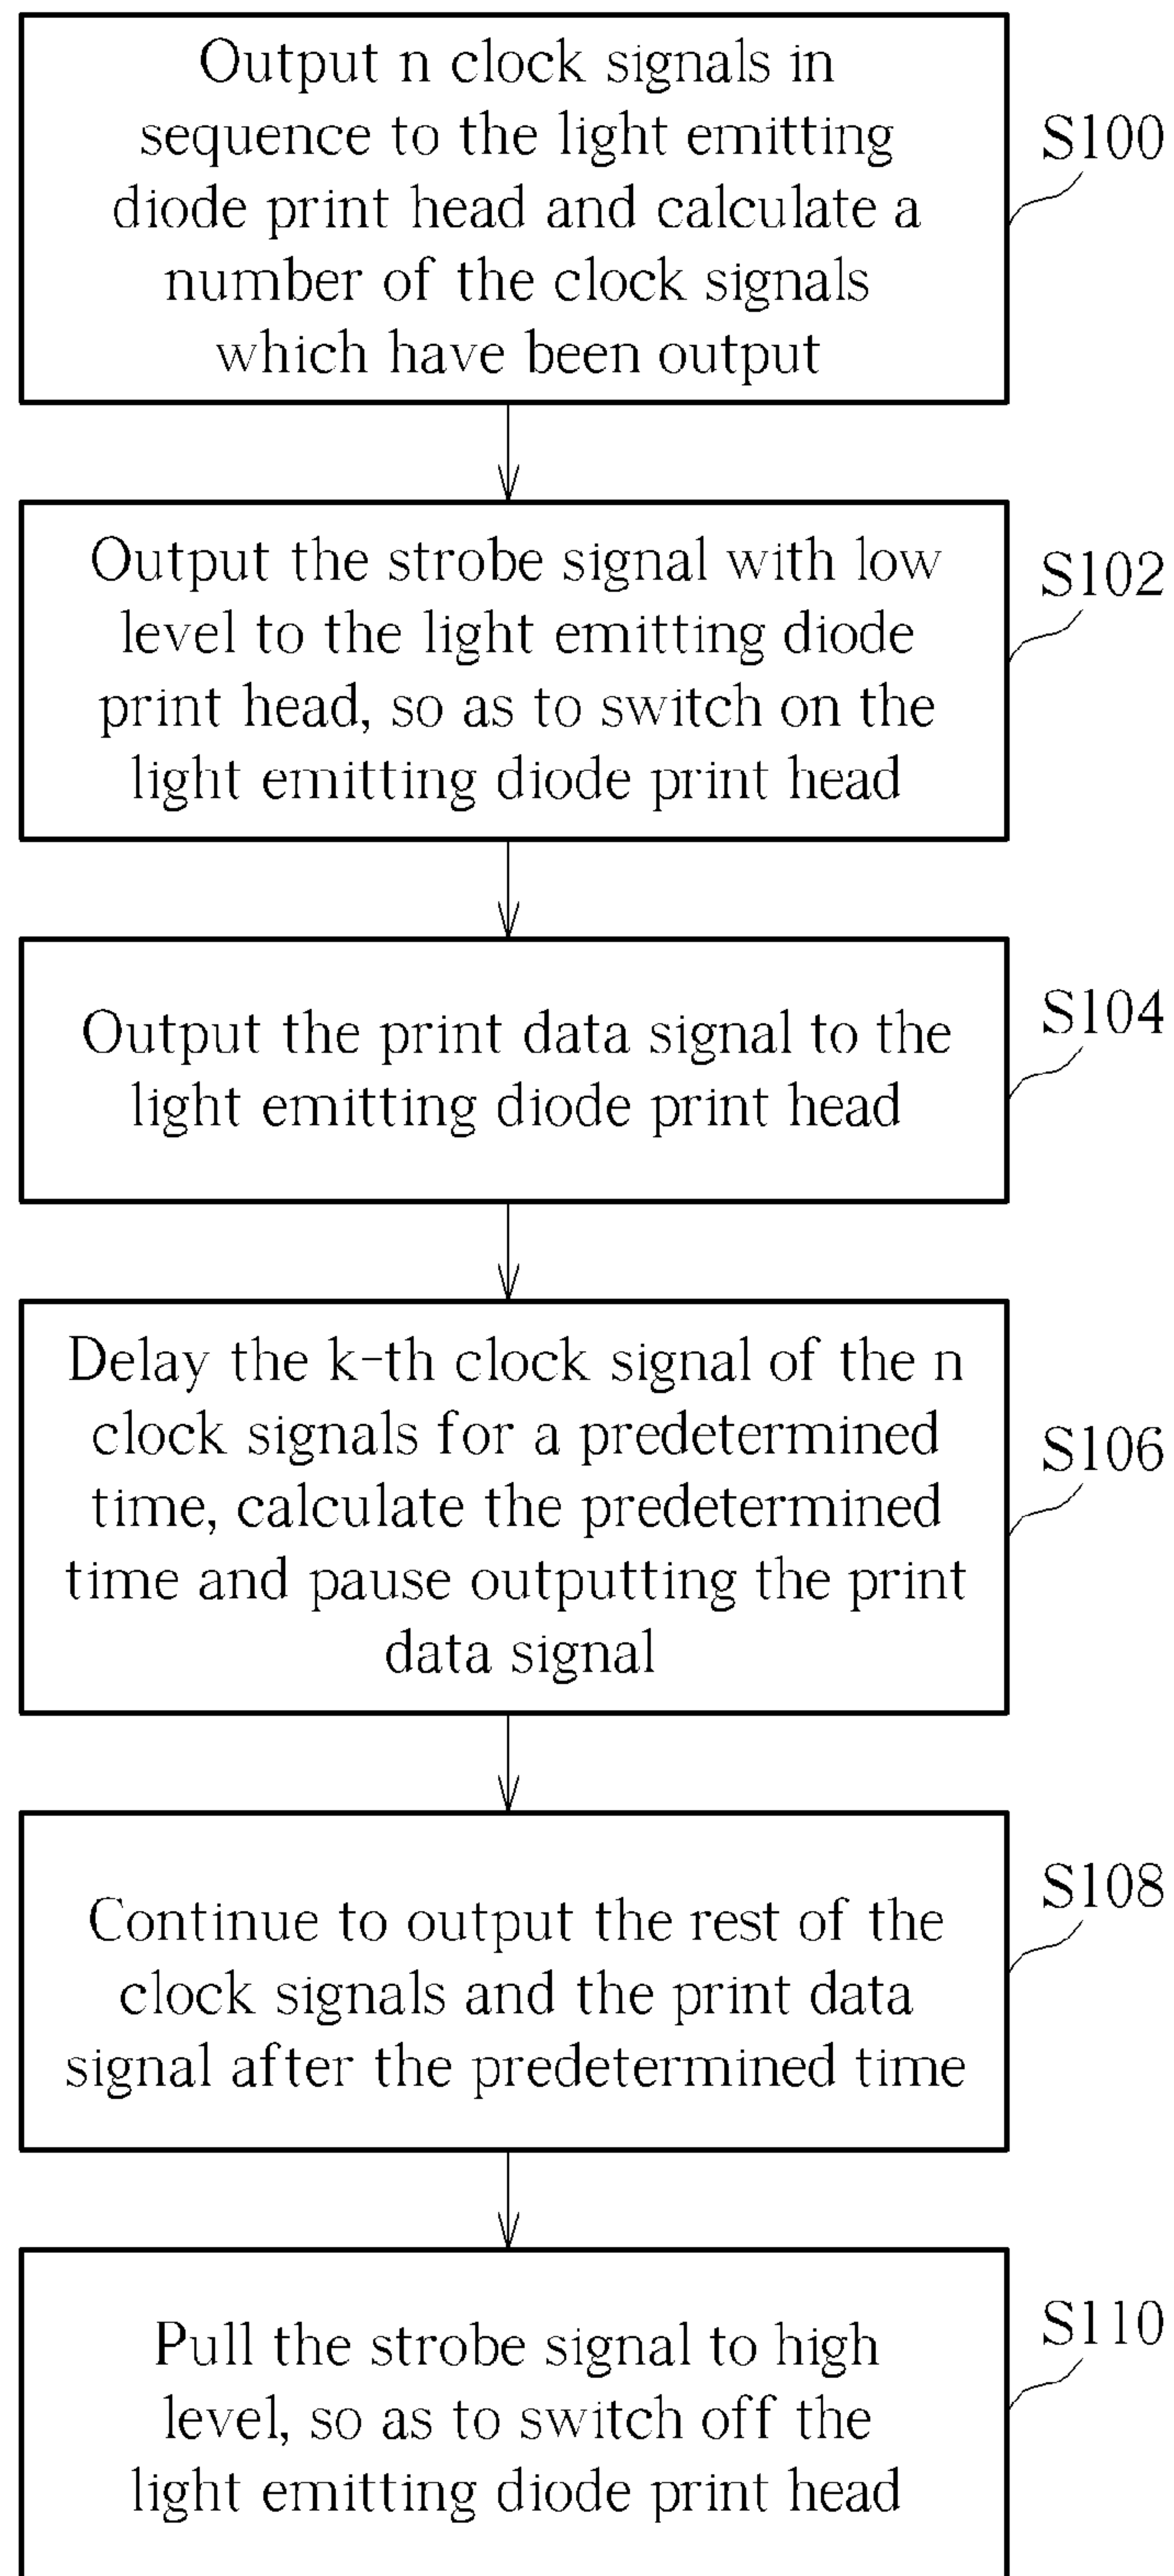 Output n clock signals in
sequence to the light emitting
diode print head and calculate a
number of the clock signals
which have been output
S100
Output the strobe signal with low
level to the light emitting diode
print head, so as to switch on the
light emitting diode print head
S102
Output the print data signal to the
light emitting diode print head
S104
Delay the k-th clock signal of the n
clock signals for a predetermined
time, calculate the predetermined
time and pause outputting the print
data signal
S106
Continue to output the rest of the
clock signals and the print data
signal after the predetermined time
S108
Pull the strobe signal to high
level, so as to switch off the
light emitting diode print head
S110